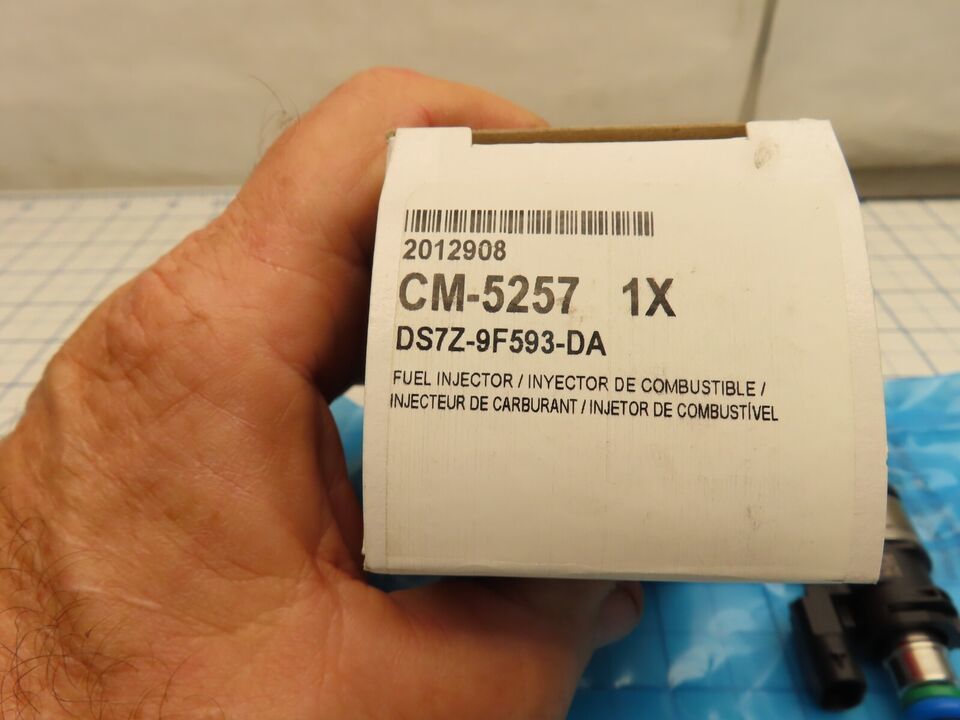 2012908
CM-5257 1X
DS7Z-9F593-DA
FUEL INJECTOR / INYECTOR DE COMBUSTIBLE /
INJECTEUR DE CARBURANT / INJETOR DE COMBUSTÍVEL